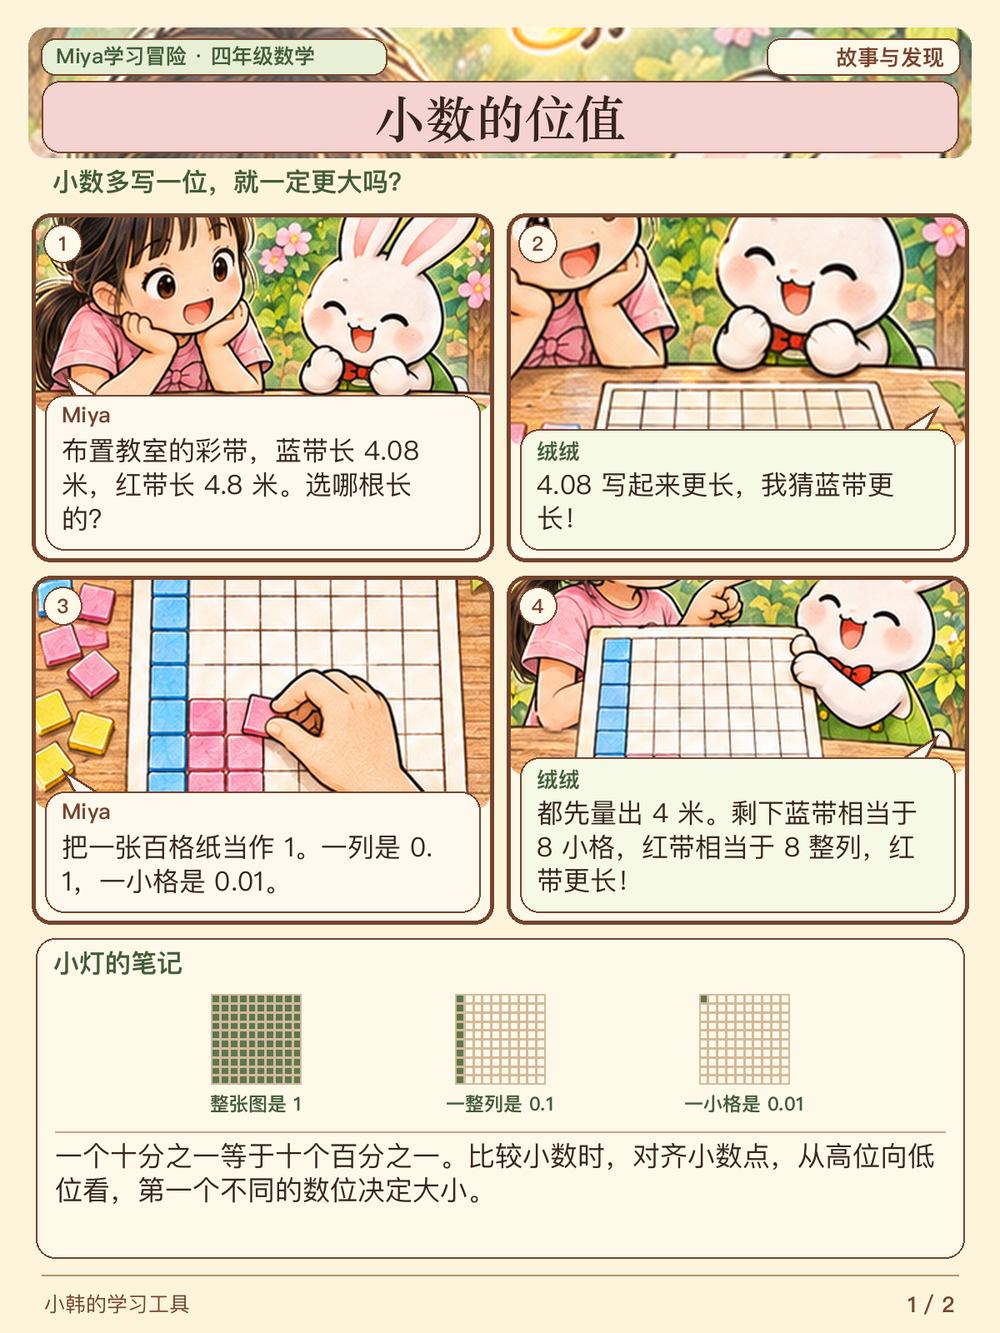 Miya学习冒险 · 四年级数学
故事与发现
小数的位值
小数多写一位，就一定更大吗？
1
Miya
布置教室的彩带，蓝带长 4.08
米，红带长 4.8 米。选哪根长
的？
2
绒绒
4.08 写起来更长，我猜蓝带更
长！
3
Miya
把一张百格纸当作 1。一列是 0.
1，一小格是 0.01。
4
绒绒
都先量出 4 米。剩下蓝带相当于
8 小格，红带相当于 8 整列，红
带更长！
小灯的笔记
整张图是 1
一整列是 0.1
一小格是 0.01
一个十分之一等于十个百分之一。比较小数时，对齐小数点，从高位向低
位看，第一个不同的数位决定大小。
小韩的学习工具
1 / 2